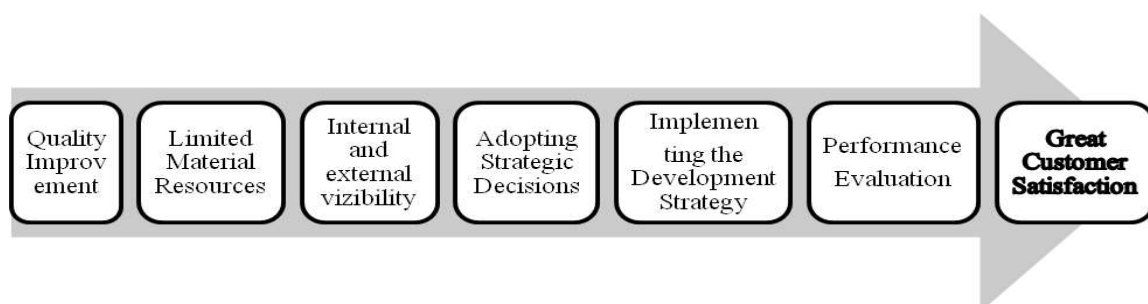 Quality
Improv
ement
Limited
Material
Resources
Internal
and
external
vizibility
Adopting
Strategic
Decisions
Implemen
ting the
Development
Strategy
Performance
Evaluation
Great
Customer
Satisfaction